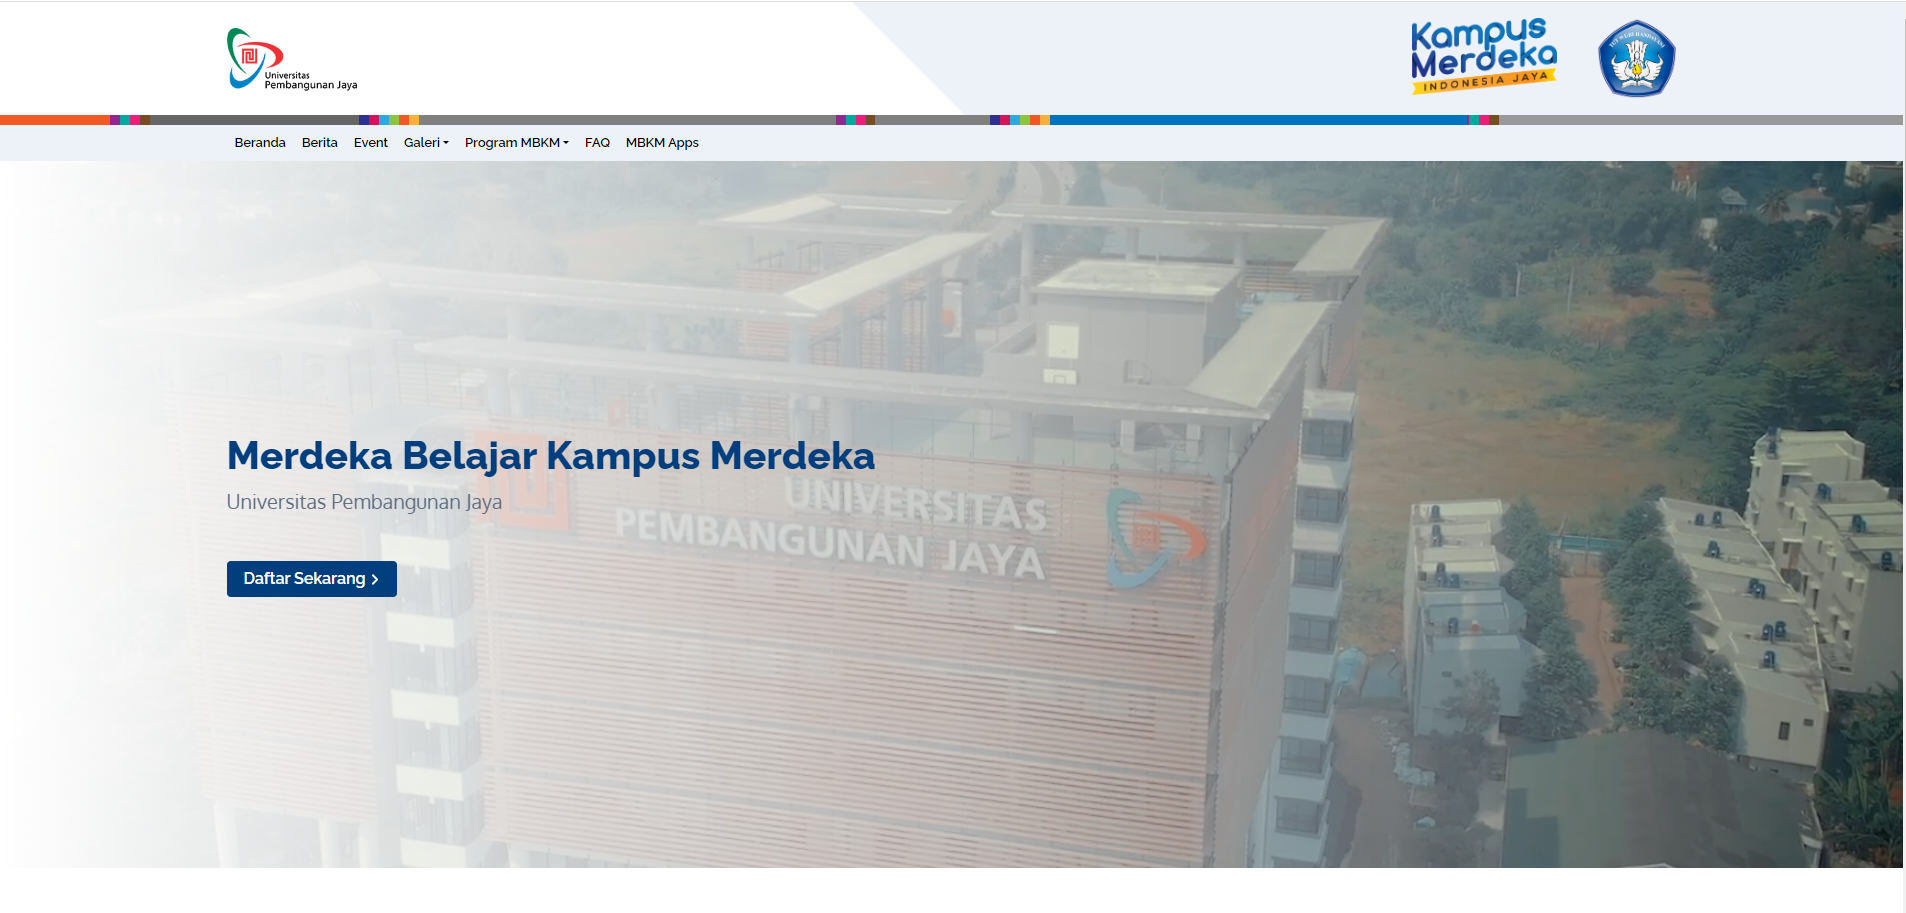 Universitas
Pembangunan Jaya
Kampus
Merdeka
INDONESIA JAYA
TUT WURI HANDAYANI
Beranda
Berita
Event
Galeri
Program MBKM
FAQ
MBKM Apps
Merdeka Belajar Kampus Merdeka
Universitas Pembangunan Jaya
UNIVERSITAS
PEMBANGUNAN JAYA
Daftar Sekarang